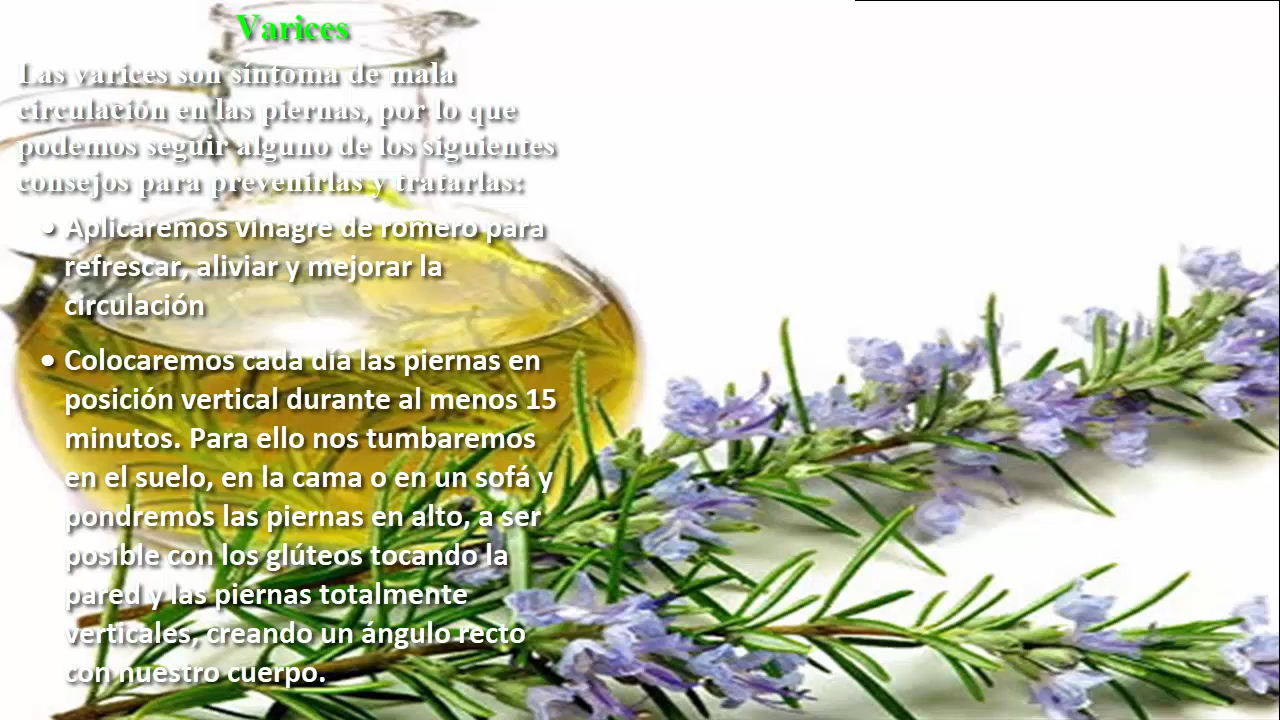 Varices
Las varices son síntoma de mala
circulación en las piernas, por lo que
podemos seguir alguno de los siguientes
consejos para prevenirlas y tratarlas:
• Aplicaremos vinagre de romero para
refrescar, aliviar y mejorar la
circulación
• Colocaremos cada día las piernas en
posición vertical durante al menos 15
minutos. Para ello nos tumbaremos
en el suelo, en la cama o en un sofá y
pondremos las piernas en alto, a ser
posible con los glúteos tocando la
pared y las piernas totalmente
verticales, creando un ángulo recto
con nuestro cuerpo.